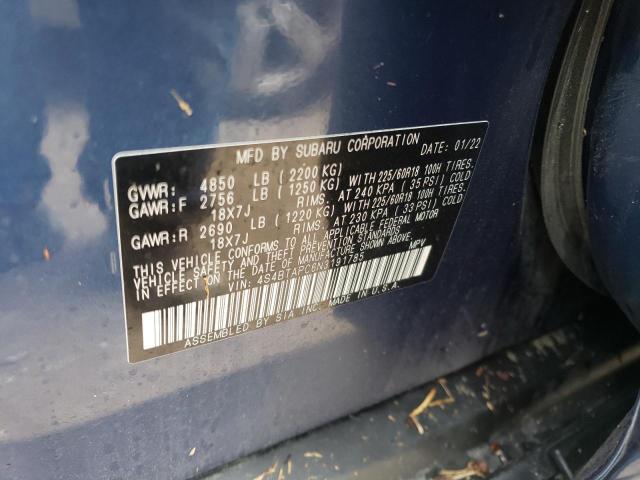 MFD BY SUBARU CORPORATION DATE: 01/22
GVWR: 4850 LB ( 2200 KG)
GAWR:F 2756 LB ( 1250 KG) WITH 225/60R18 100H TIRES,
18X7J RIMS, AT 240 KPA ( 35 PSI) COLD
GAWR:R 2690 LB ( 1220 KG) WITH 225/60R18 100H TIRES,
18X7J RIMS, AT 230 KPA ( 33 PSI) COLD
THIS VEHICLE CONFORMS TO ALL APPLICABLE FEDERAL MOTOR
VEHICLE SAFETY AND THEFT PREVENTION STANDARDS
IN EFFECT ON THE DATE OF MANUFACTURE SHOWN ABOVE.
VIN: 4S4BTAPC6N3191785 MPV
ASSEMBLED BY SIA INC. MADE IN U.S.A.